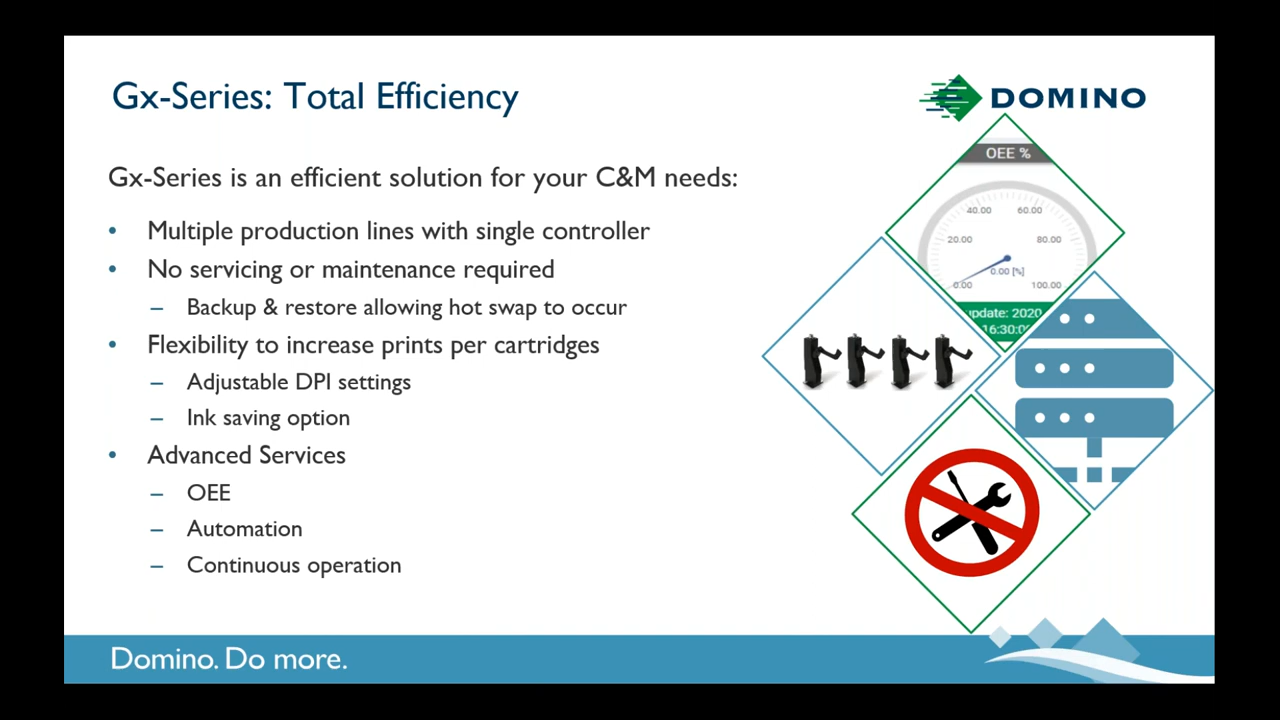 Gx-Series: Total Efficiency
DOMINO
Gx-Series is an efficient solution for your C&M needs:
• Multiple production lines with single controller
• No servicing or maintenance required
– Backup & restore allowing hot swap to occur
• Flexibility to increase prints per cartridges
– Adjustable DPI settings
– Ink saving option
• Advanced Services
– OEE
– Automation
– Continuous operation
OEE %
40.00 60.00
20.00 80.00
0.00 [%]
0.00 100.00
update: 2020
16:30:0
Domino. Do more.